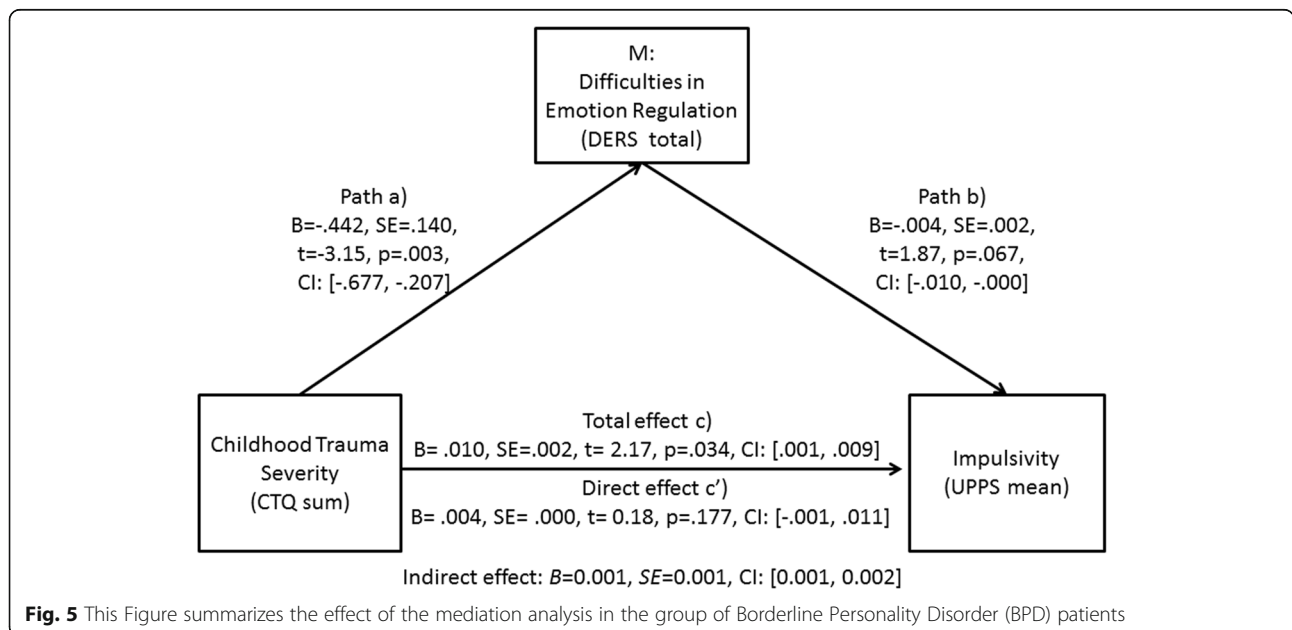 M:
Difficulties in
Emotion Regulation
(DERS total)
Path a)
B=-.442, SE=.140,
t=-3.15, p=.003,
CI: [-.677, -.207]
Path b)
B=-.004, SE=.002,
t=1.87, p=.067,
CI: [-.010, -.000]
Childhood Trauma
Severity
(CTQ sum)
Total effect c)
B= .010, SE=.002, t= 2.17, p=.034, CI: [.001, .009]
Direct effect c’)
B= .004, SE= .000, t= 0.18, p=.177, CI: [-.001, .011]
Impulsivity
(UPPS mean)
Indirect effect: B=0.001, SE=0.001, CI: [0.001, 0.002]
Fig. 5 This Figure summarizes the effect of the mediation analysis in the group of Borderline Personality Disorder (BPD) patients